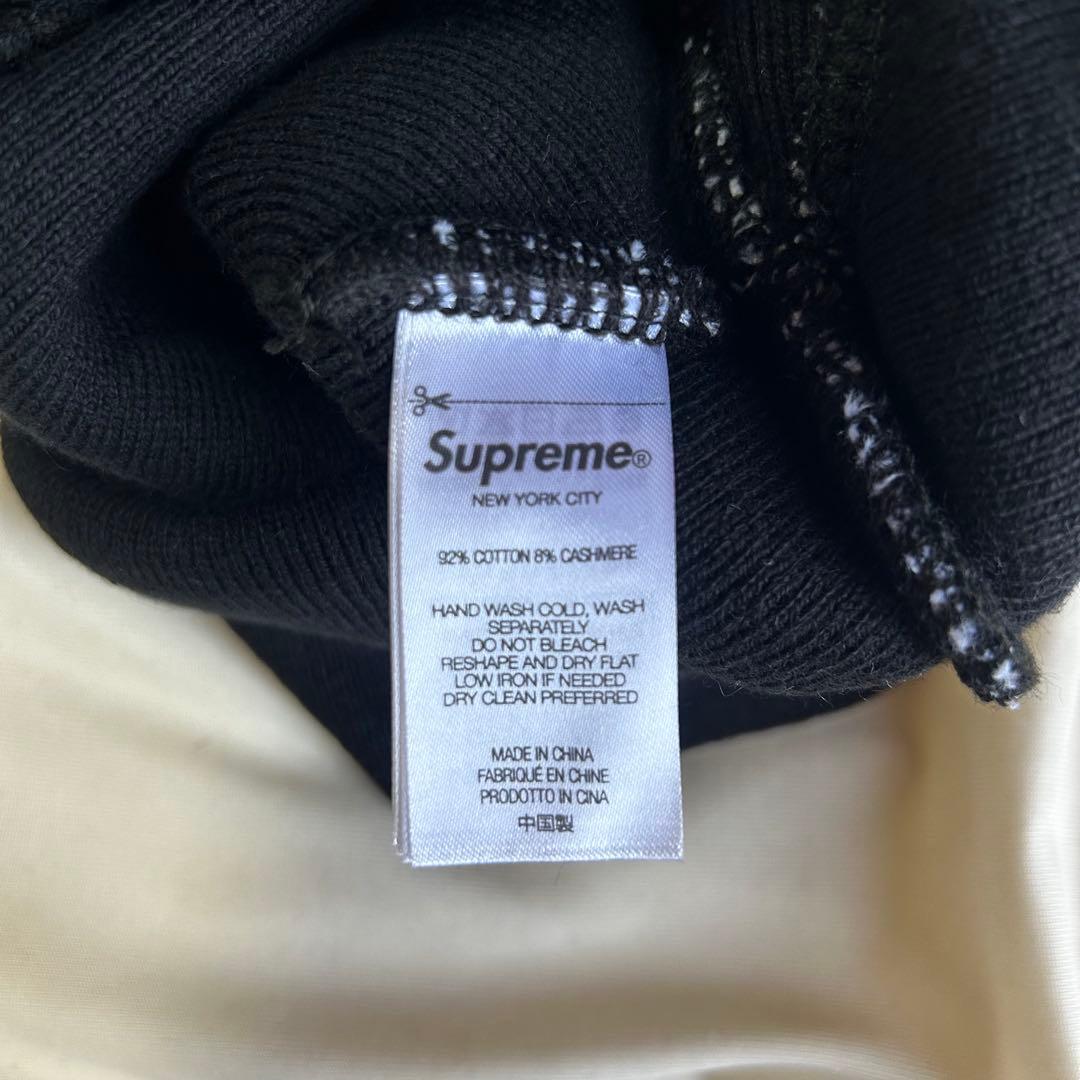 Supreme®
NEW YORK CITY
92% COTTON 8% CASHMERE
HAND WASH COLD, WASH
SEPARATELY
DO NOT BLEACH
RESHAPE AND DRY FLAT
LOW IRON IF NEEDED
DRY CLEAN PREFERRED
MADE IN CHINA
FABRIQUÉ EN CHINE
PRODOTTO IN CINA
中国製